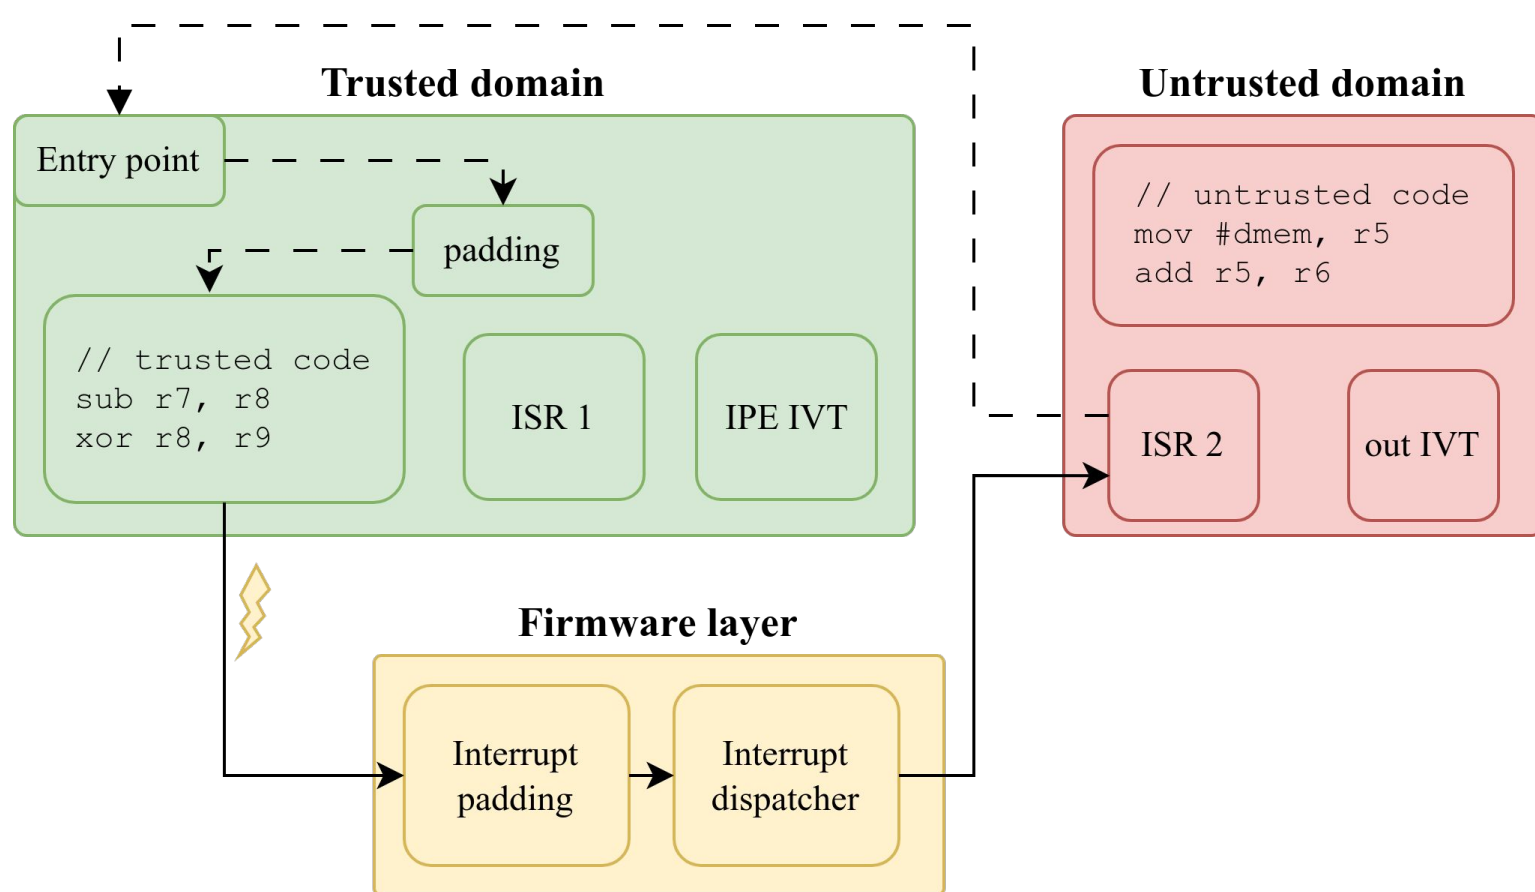 Trusted domain
Untrusted domain
Entry point
padding
// trusted code
sub r7, r8
xor r8, r9
ISR 1
IPE IVT
// untrusted code
mov #dmem, r5
add r5, r6
ISR 2
out IVT
Firmware layer
Interrupt
padding
Interrupt
dispatcher